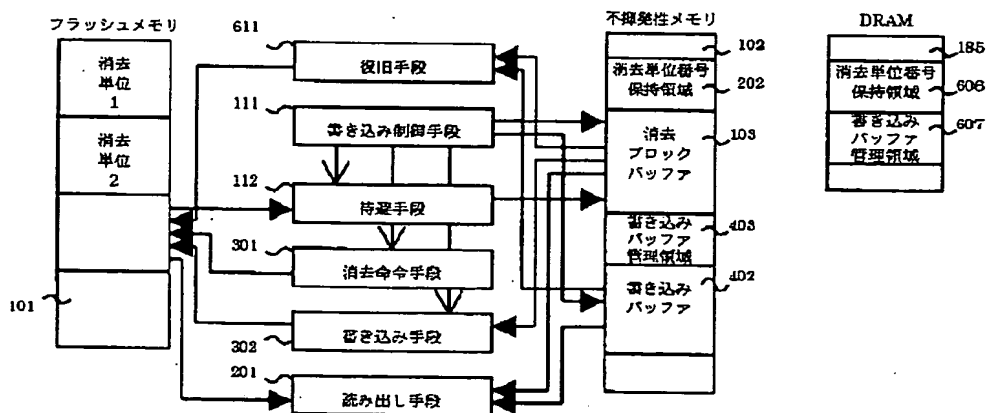 フラッシュメモリ
消去
単位
1
消去
単位
2
101
611
復旧手段
111
書き込み制御手段
112
待避手段
301
消去命令手段
書き込み手段
302
201
読み出し手段
不揮発性メモリ
102
消去単位番号
保持領域
202
消去
ブロック
バッファ
103
書き込み
バッファ
管理領域
403
書き込み
バッファ
402
DRAM
185
消去単位番号
保持領域
606
書き込み
バッファ
管理領域
607